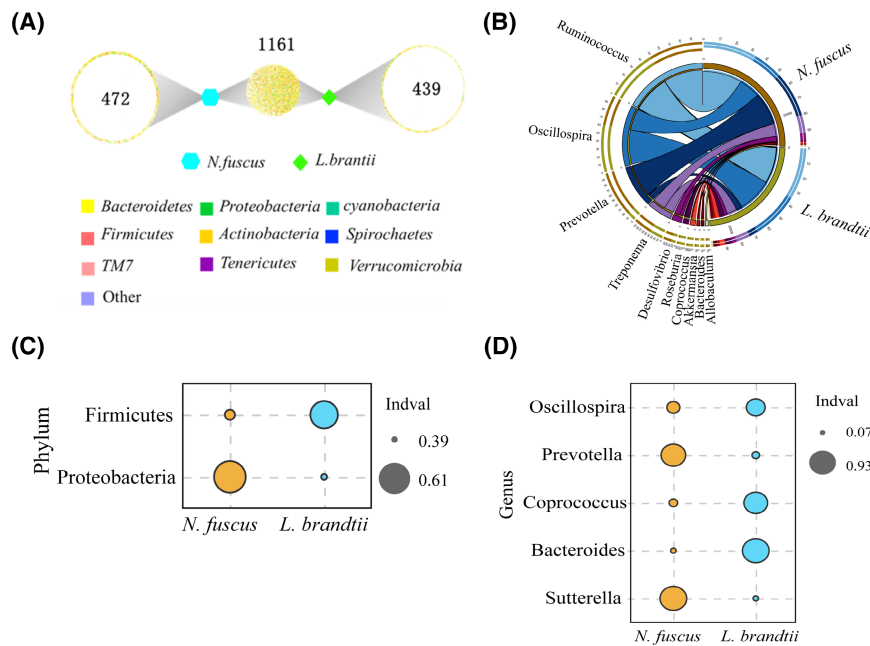 (A)
1161
472
439
N.fuscus
L.brantii
Bacteroidetes
Proteobacteria
cyanobacteria
Firmicutes
Actinobacteria
Spirochaetes
TM7
Tenericutes
Verrucomicrobia
Other
(B)
Ruminococcus
N. fuscus
Oscillospira
Prevotella
L. brandtii
Treponema
Desulfovibrio
Roseburia
Coprococcus
Akkermansia
Bacteroides
Allobaculum
(C)
Phylum
Firmicutes
Proteobacteria
N. fuscus
L. brandtii
Indval
0.39
0.61
(D)
Genus
Oscillospira
Prevotella
Coprococcus
Bacteroides
Sutterella
N. fuscus
L. brandtii
Indval
0.07
0.93